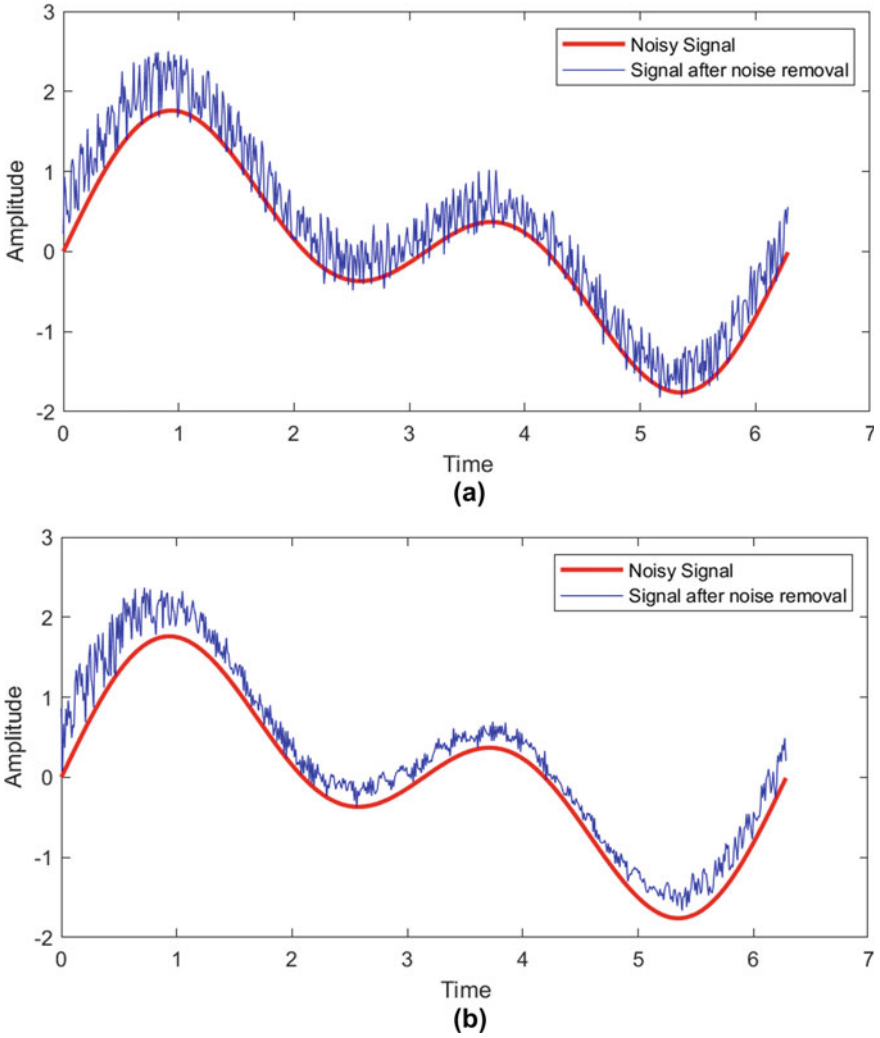 3
2
1
0
-1
-2
Amplitude
Noisy Signal
Signal after noise removal
0 1 2 3 4 5 6 7
Time
(a)
3
2
1
0
-1
-2
Amplitude
Noisy Signal
Signal after noise removal
0 1 2 3 4 5 6 7
Time
(b)